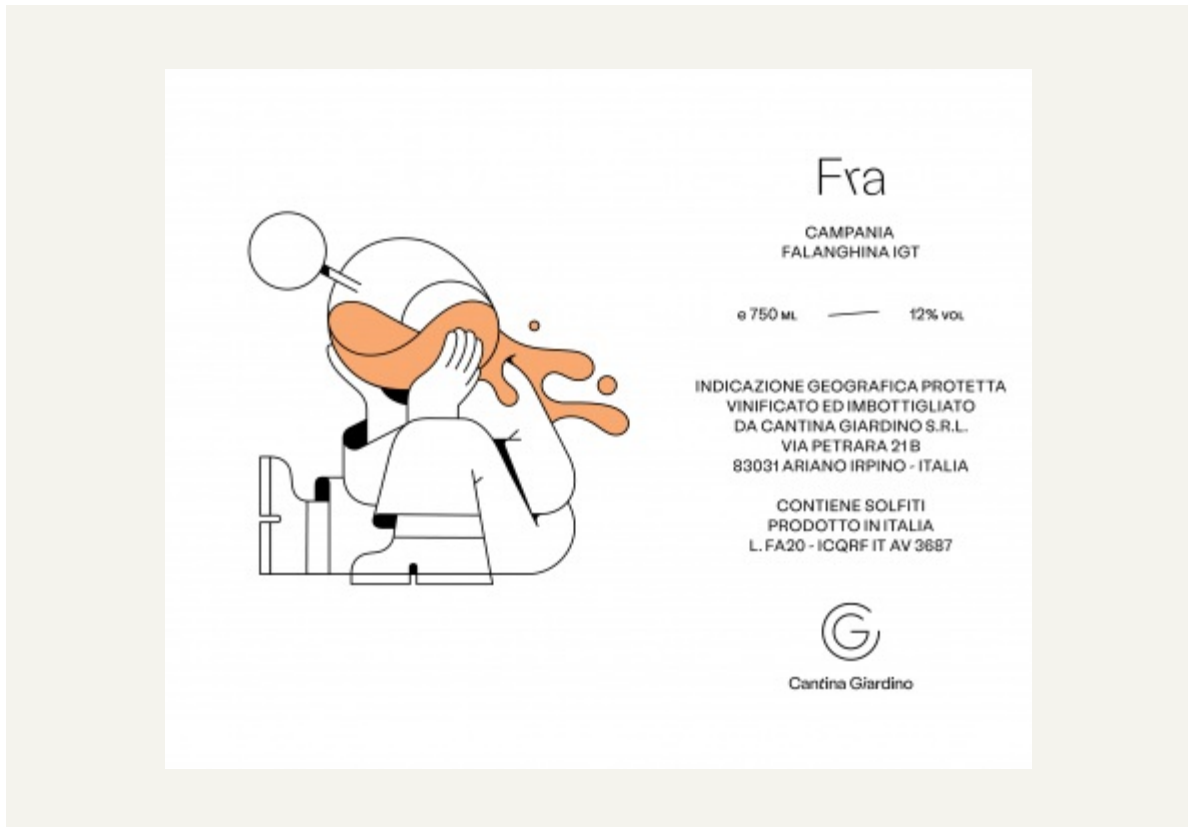 Fra
CAMPANIA
FALANGHINA IGT
e 750 ML 12% VOL
INDICAZIONE GEOGRAFICA PROTETTA
VINIFICATO ED IMBOTTIGLIATO
DA CANTINA GIARDINO S.R.L.
VIA PETRARA 21 B
83031 ARIANO IRPINO - ITALIA
CONTIENE SOLFITI
PRODOTTO IN ITALIA
L. FA20 - ICQRF IT AV 3687
CG
Cantina Giardino